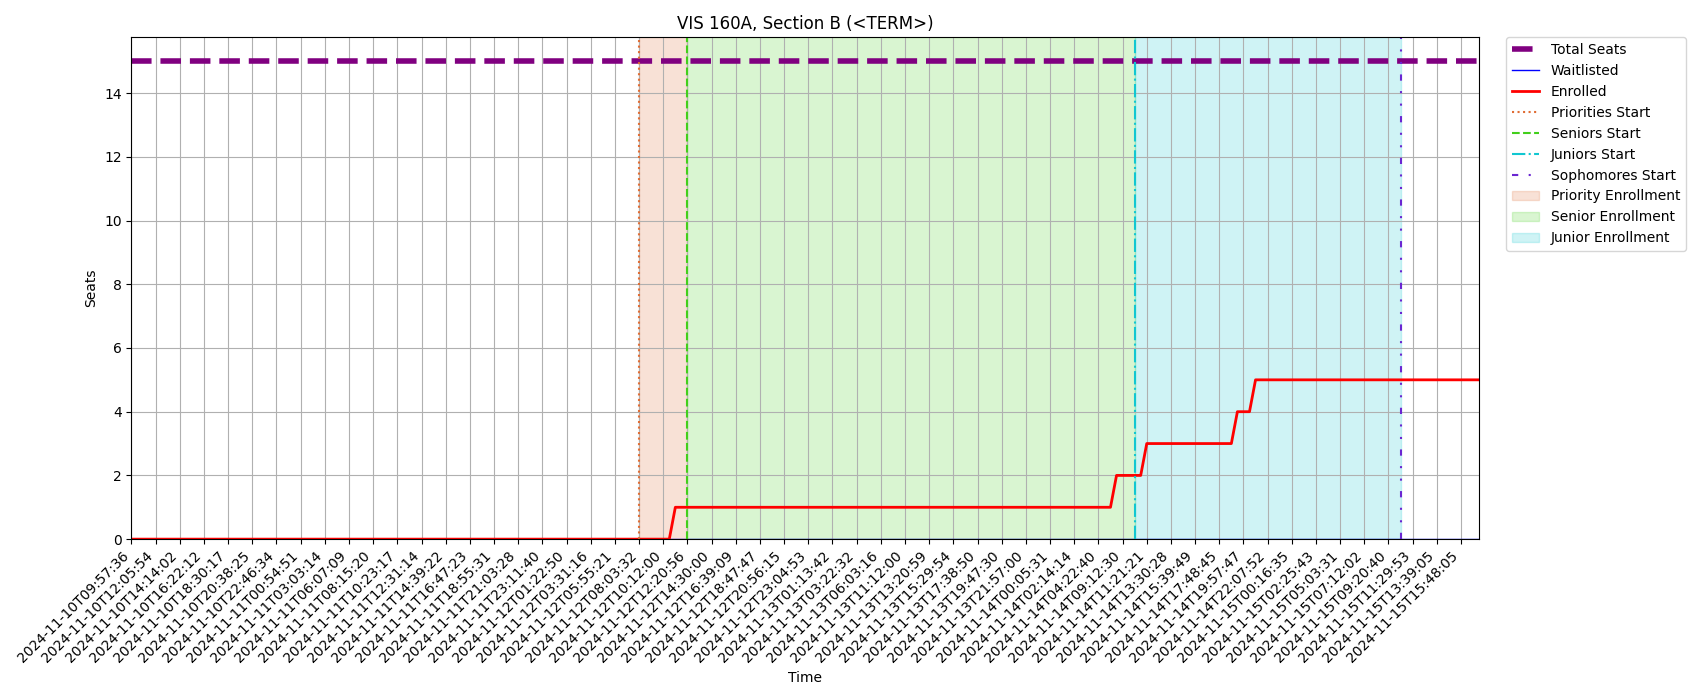 VIS 160A, Section B (<TERM>)
Total Seats
Waitlisted
Enrolled
Priorities Start
Seniors Start
Juniors Start
Sophomores Start
Priority Enrollment
Senior Enrollment
Junior Enrollment
Seats
14
12
10
8
6
4
2
0
2024-11-10T09:57:36
2024-11-10T12:05:54
2024-11-10T14:14:02
2024-11-10T16:22:12
2024-11-10T18:30:17
2024-11-10T20:38:25
2024-11-10T22:46:34
2024-11-11T00:54:51
2024-11-11T03:03:14
2024-11-11T06:07:09
2024-11-11T08:15:20
2024-11-11T10:23:17
2024-11-11T12:31:14
2024-11-11T14:39:22
2024-11-11T16:47:23
2024-11-11T18:55:31
2024-11-11T21:03:28
2024-11-11T23:11:40
2024-11-12T01:22:50
2024-11-12T03:31:16
2024-11-12T05:55:21
2024-11-12T08:03:32
2024-11-12T10:12:00
2024-11-12T12:20:56
2024-11-12T14:30:00
2024-11-12T16:39:09
2024-11-12T18:47:47
2024-11-12T20:56:15
2024-11-12T23:04:53
2024-11-13T01:13:42
2024-11-13T03:22:32
2024-11-13T06:03:16
2024-11-13T11:12:00
2024-11-13T13:20:59
2024-11-13T15:29:54
2024-11-13T17:38:50
2024-11-13T19:47:30
2024-11-13T21:57:00
2024-11-14T00:05:31
2024-11-14T02:14:14
2024-11-14T04:22:40
2024-11-14T09:12:30
2024-11-14T11:21:21
2024-11-14T13:30:28
2024-11-14T15:39:49
2024-11-14T17:48:45
2024-11-14T19:57:47
2024-11-14T22:07:52
2024-11-15T00:16:35
2024-11-15T02:25:43
2024-11-15T05:03:31
2024-11-15T07:12:02
2024-11-15T09:20:40
2024-11-15T11:29:53
2024-11-15T13:39:05
2024-11-15T15:48:05
Time